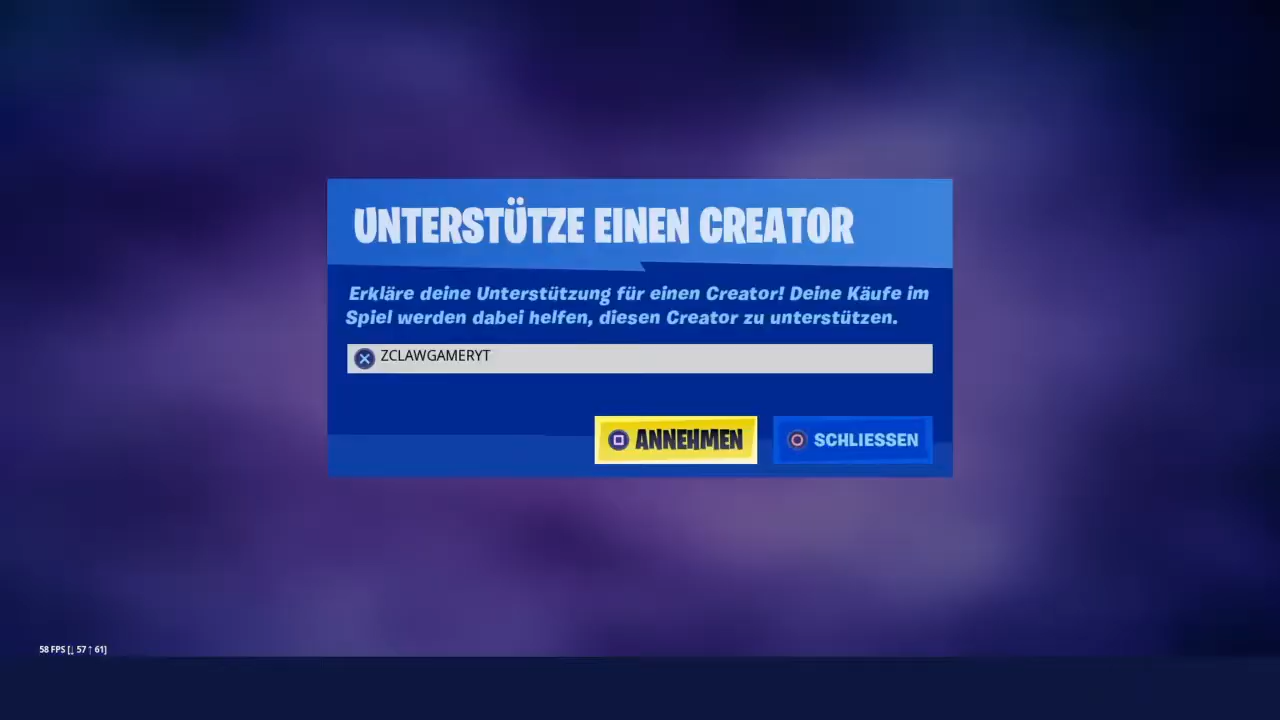 UNTERSTÜTZE EINEN CREATOR
Erkläre deine Unterstützung für einen Creator! Deine Käufe im
Spiel werden dabei helfen, diesen Creator zu unterstützen.
ZCLAWGAMERYT
ANNEHMEN SCHLIESSEN
58 FPS [↓ 57 ↑ 61]